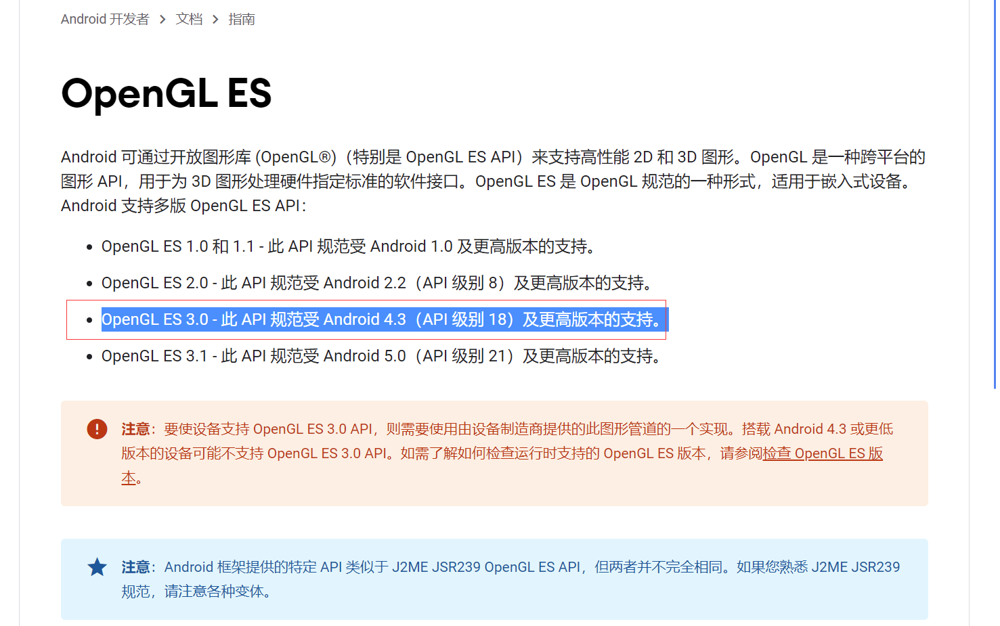 Android 开发者 > 文档 > 指南
OpenGL ES
Android 可通过开放图形库 (OpenGL®)（特别是 OpenGL ES API）来支持高性能 2D 和 3D 图形。OpenGL 是一种跨平台的
图形 API，用于为 3D 图形处理硬件指定标准的软件接口。OpenGL ES 是 OpenGL 规范的一种形式，适用于嵌入式设备。
Android 支持多版 OpenGL ES API：
• OpenGL ES 1.0 和 1.1 - 此 API 规范受 Android 1.0 及更高版本的支持。
• OpenGL ES 2.0 - 此 API 规范受 Android 2.2（API 级别 8）及更高版本的支持。
• OpenGL ES 3.0 - 此 API 规范受 Android 4.3（API 级别 18）及更高版本的支持。
• OpenGL ES 3.1 - 此 API 规范受 Android 5.0（API 级别 21）及更高版本的支持。
注意：要使设备支持 OpenGL ES 3.0 API，则需要使用由设备制造商提供的此图形管道的一个实现。搭载 Android 4.3 或更低
版本的设备可能不支持 OpenGL ES 3.0 API。如需了解如何检查运行时支持的 OpenGL ES 版本，请参阅检查 OpenGL ES 版
本。
注意：Android 框架提供的特定 API 类似于 J2ME JSR239 OpenGL ES API，但两者并不完全相同。如果您熟悉 J2ME JSR239
规范，请注意各种变体。